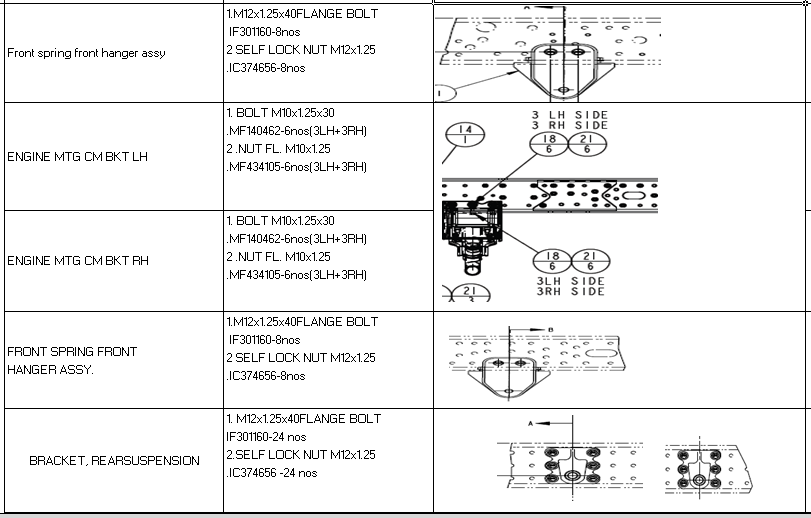 Front spring front hanger assy
1.M12x1.25x40FLANGE BOLT
IF301160-8nos
2 SELF LOCK NUT M12x1.25
.IC374656-8nos
A
1
ENGINE MTG CM BKT LH
1. BOLT M10x1.25x30
.MF140462-6nos(3LH+3RH)
2 .NUT FL. M10x1.25
.MF434105-6nos(3LH+3RH)
3 LH SIDE
3 RH SIDE
14
1
18
6
21
6
ENGINE MTG CM BKT RH
1. BOLT M10x1.25x30
.MF140462-6nos(3LH+3RH)
2 .NUT FL. M10x1.25
.MF434105-6nos(3LH+3RH)
18
6
21
6
3LH SIDE
3RH SIDE
21
3
FRONT SPRING FRONT
HANGER ASSY.
1.M12x1.25x40FLANGE BOLT
IF301160-8nos
2 SELF LOCK NUT M12x1.25
.IC374656-8nos
B
BRACKET, REARSUSPENSION
1. M12x1.25x40FLANGE BOLT
IF301160-24 nos
2.SELF LOCK NUT M12x1.25
.IC374656 -24 nos
A